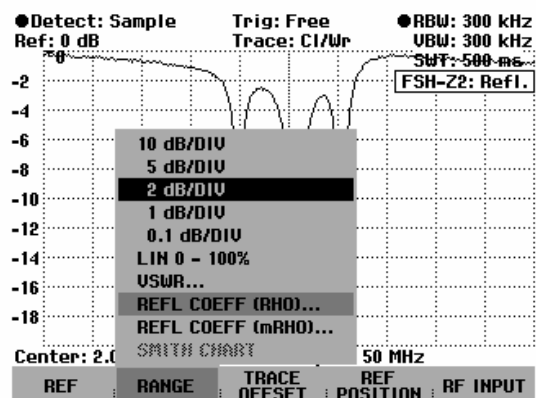 ●Detect: Sample Trig: Free ●RBW: 300 kHz
Ref: 0 dB Trace: Cl/Wr VBW: 300 kHz
SWT: 500 ms
0
FSH-Z2: Refl.
-2
-4
-6
-8
-10
-12
-14
-16
-18
10 dB/DIV
5 dB/DIV
2 dB/DIV
1 dB/DIV
0.1 dB/DIV
LIN 0 - 100%
VSWR...
REFL COEFF (RHO)...
REFL COEFF (mRHO)...
SMITH CHART
Center: 2.0 50 MHz
REF RANGE TRACE OFFSET REF POSITION RF INPUT